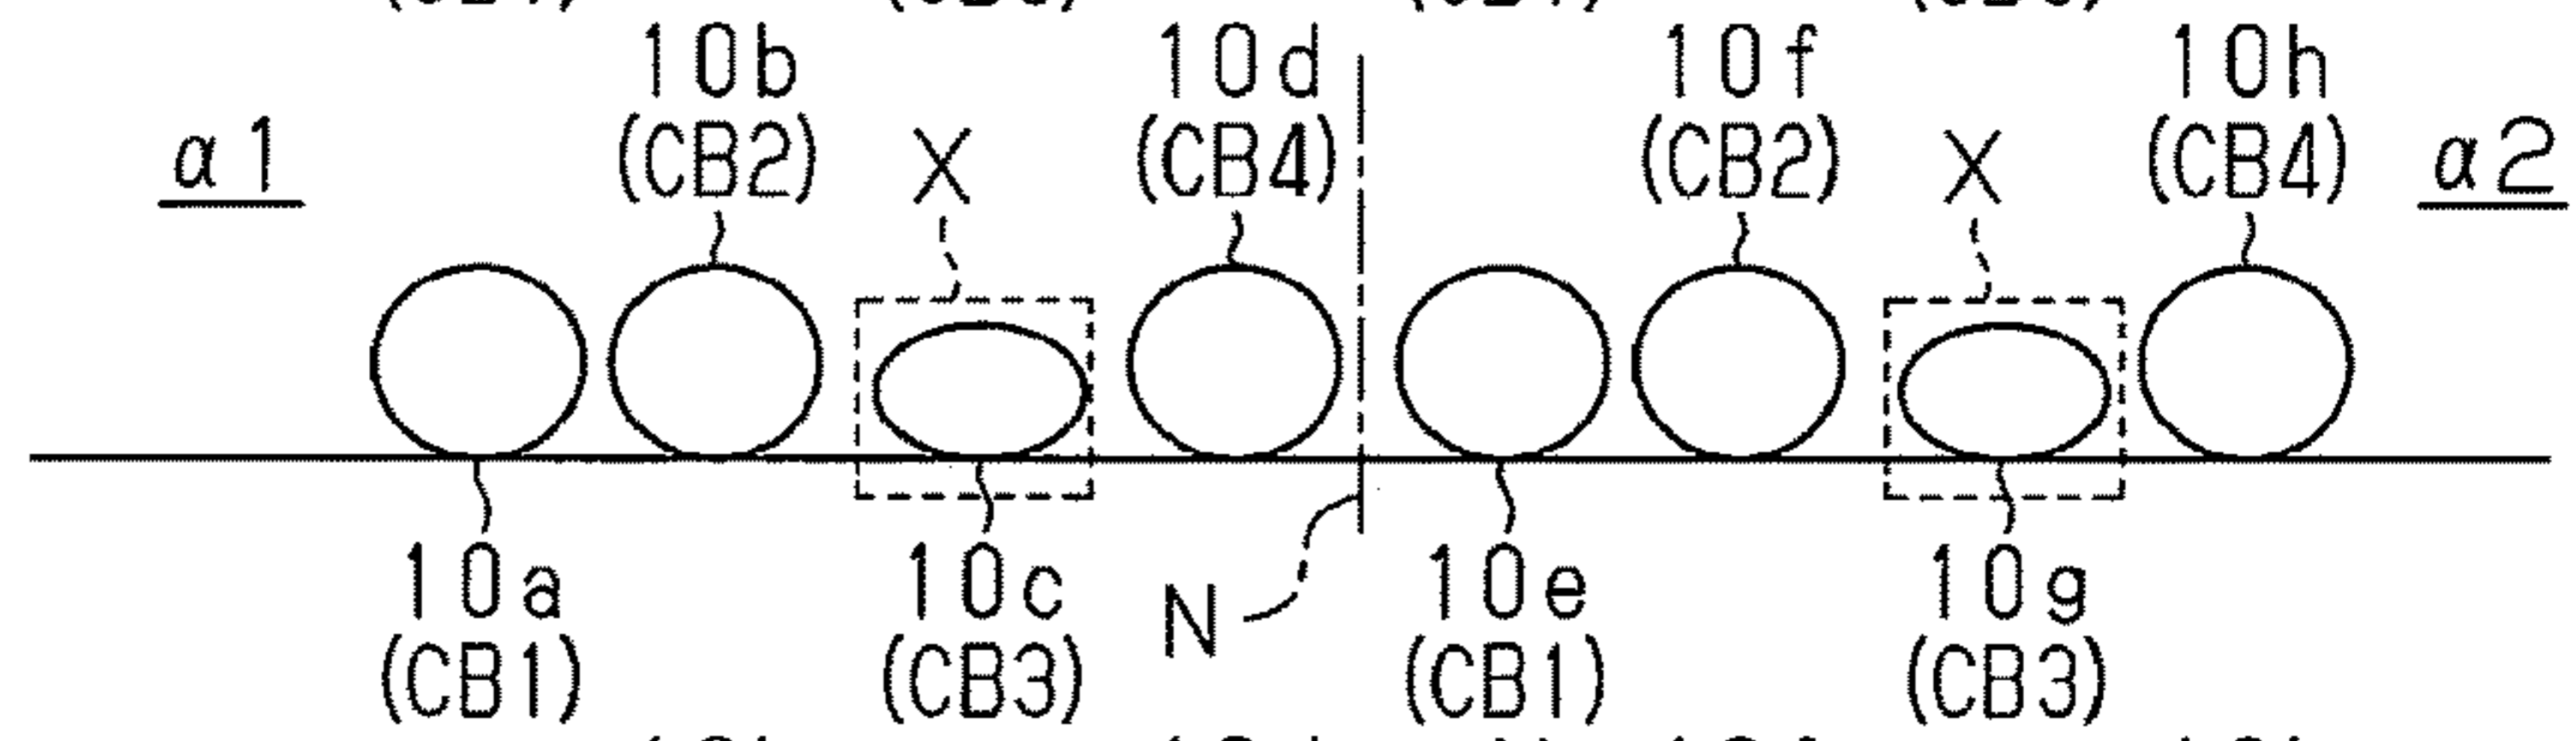 10b 10d 10f 10h
α1 (CB2) X (CB4) (CB2) X (CB4) α2
10a 10c N 10e 10g
(CB1) (CB3) (CB1) (CB3)